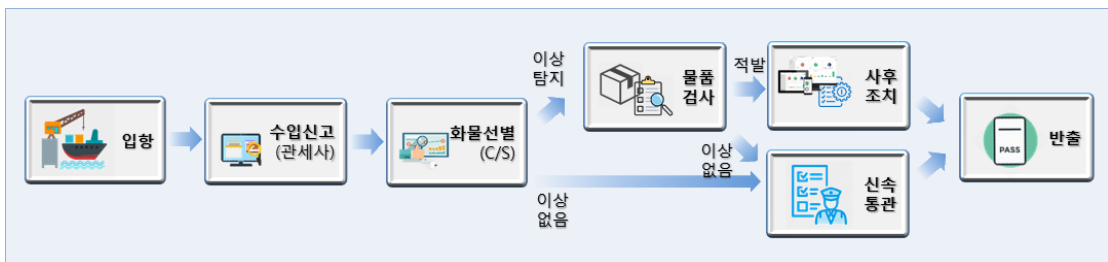 입항
수입신고
(관세사)
화물선별
(C/S)
이상
탐지
이상
없음
물품
검사
적발
이상
없음
사후
조치
신속
통관
PASS
반출